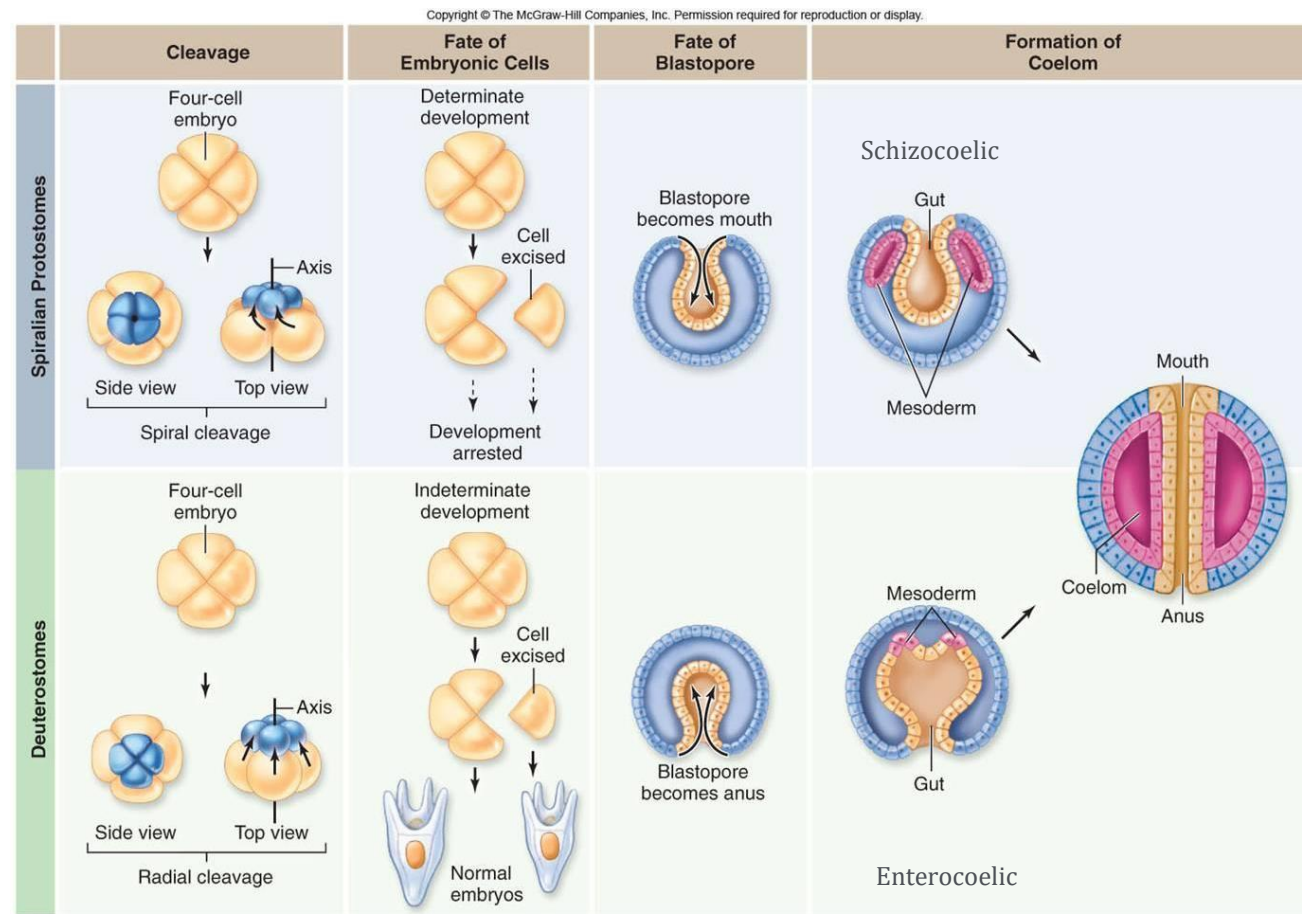 Copyright © The McGraw-Hill Companies, Inc. Permission required for reproduction or display.
Cleavage
Fate of
Embryonic Cells
Fate of
Blastopore
Formation of
Coelom
Spiralian Protostomes
Four-cell
embryo
Axis
Side view
Top view
Spiral cleavage
Determinate
development
Cell
excised
Development
arrested
Blastopore
becomes mouth
Schizocoelic
Gut
Mesoderm
Mouth
Coelom
Anus
Deuterostomes
Four-cell
embryo
Axis
Side view
Top view
Radial cleavage
Indeterminate
development
Cell
excised
Normal
embryos
Blastopore
becomes anus
Mesoderm
Gut
Enterocoelic